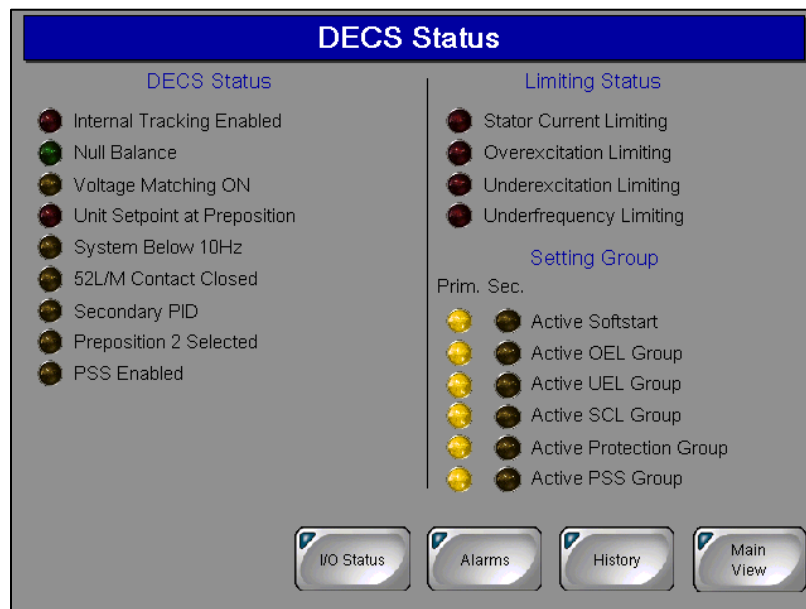 DECS Status
DECS Status
Internal Tracking Enabled
Null Balance
Voltage Matching ON
Unit Setpoint at Preposition
System Below 10Hz
52L/M Contact Closed
Secondary PID
Preposition 2 Selected
PSS Enabled
Limiting Status
Stator Current Limiting
Overexcitation Limiting
Underexcitation Limiting
Underfrequency Limiting
Setting Group
Prim. Sec.
Active Softstart
Active OEL Group
Active UEL Group
Active SCL Group
Active Protection Group
Active PSS Group
I/O Status
Alarms
History
Main
View